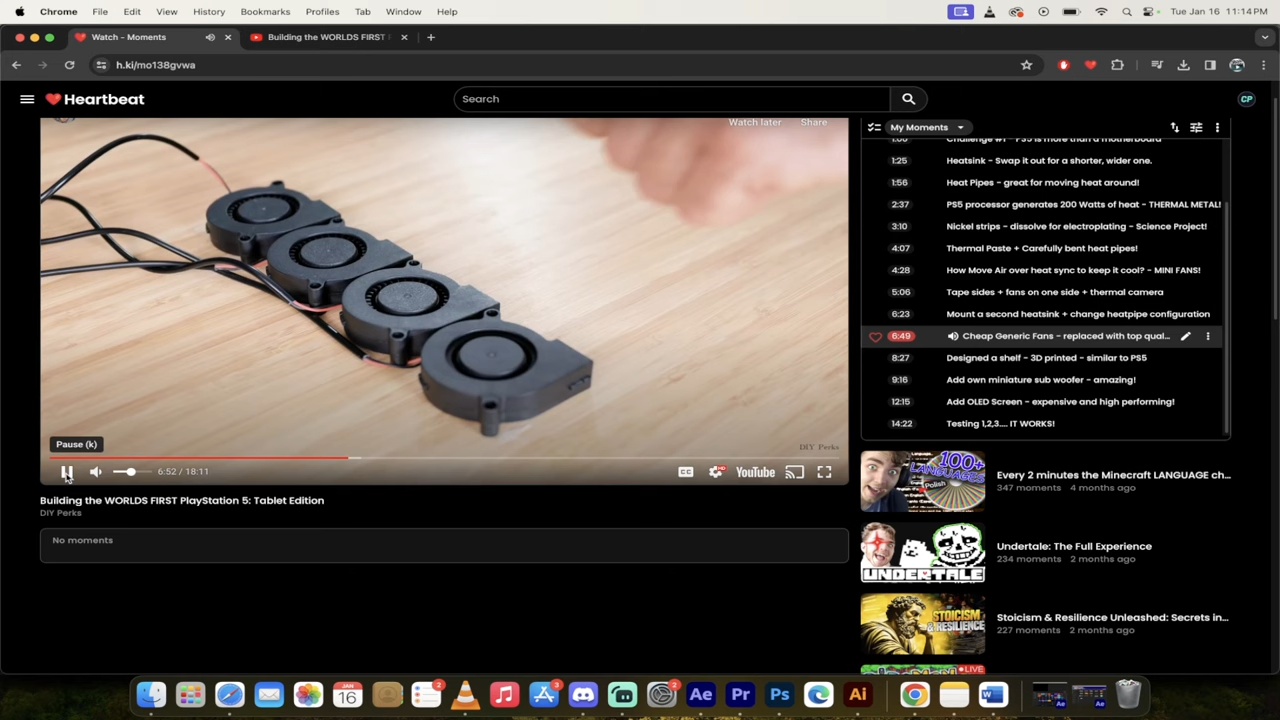 Chrome File Edit View History Bookmarks Profiles Tab Window Help Tue Jan 16 11:14 PM
Watch – Moments
Building the WORLDS FIRST
h.ki/mo138gvwa
Heartbeat
Search
CP
Watch later
Share
DIY Perks
Pause (k)
6:52 / 18:11
CC
HD
YouTube
Building the WORLDS FIRST PlayStation 5: Tablet Edition
DIY Perks
No moments
My Moments
1:25 Heatsink – Swap it out for a shorter, wider one.
1:56 Heat Pipes – great for moving heat around!
2:37 PS5 processor generates 200 Watts of heat – THERMAL METAL!
3:10 Nickel strips – dissolve for electroplating – Science Project!
4:07 Thermal Paste + Carefully bent heat pipes!
4:28 How Move Air over heat sync to keep it cool? – MINI FANS!
5:06 Tape sides + fans on one side + thermal camera
6:23 Mount a second heatsink + change heatpipe configuration
6:49 Cheap Generic Fans – replaced with top qual...
8:27 Designed a shelf – 3D printed – similar to PS5
9:16 Add own miniature sub woofer – amazing!
12:15 Add OLED Screen – expensive and high performing!
14:22 Testing 1,2,3.... IT WORKS!
100+
LANGUAGES
Polish
Every 2 minutes the Minecraft LANGUAGE ch...
347 moments 4 months ago
UNDERTALE
Undertale: The Full Experience
234 moments 2 months ago
STOICISM
& RESILIENCE
Stoicism & Resilience Unleashed: Secrets in...
227 moments 2 months ago
LIVE
JAN
16
2
3
2
Ae
Pr
Ps
Ai
W
Ae
Ae